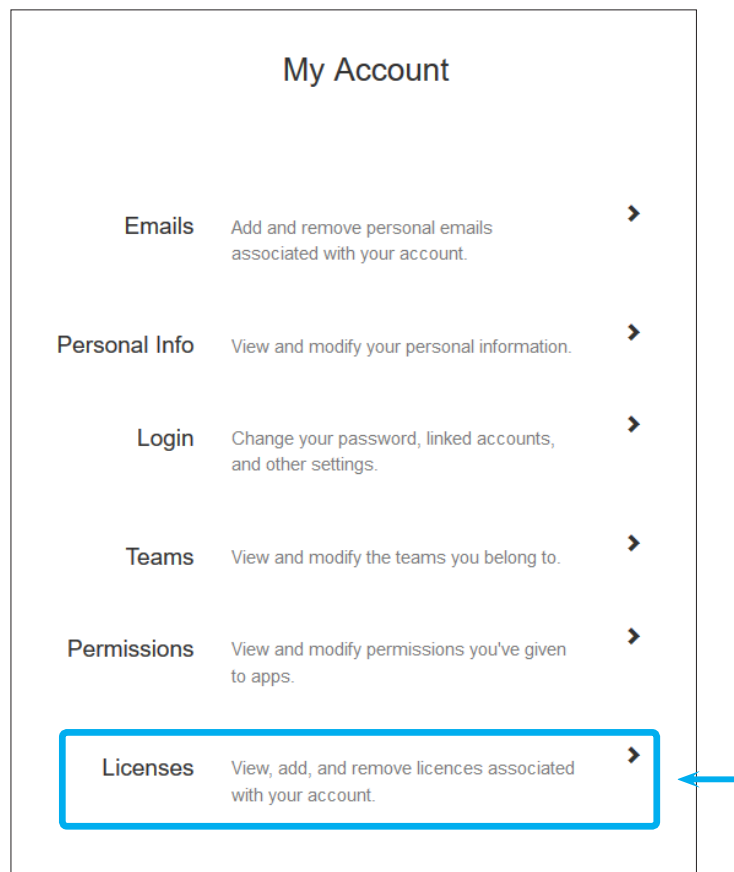 My Account
Emails
Add and remove personal emails
associated with your account.
Personal Info
View and modify your personal information.
Login
Change your password, linked accounts,
and other settings.
Teams
View and modify the teams you belong to.
Permissions
View and modify permissions you've given
to apps.
Licenses
View, add, and remove licences associated
with your account.